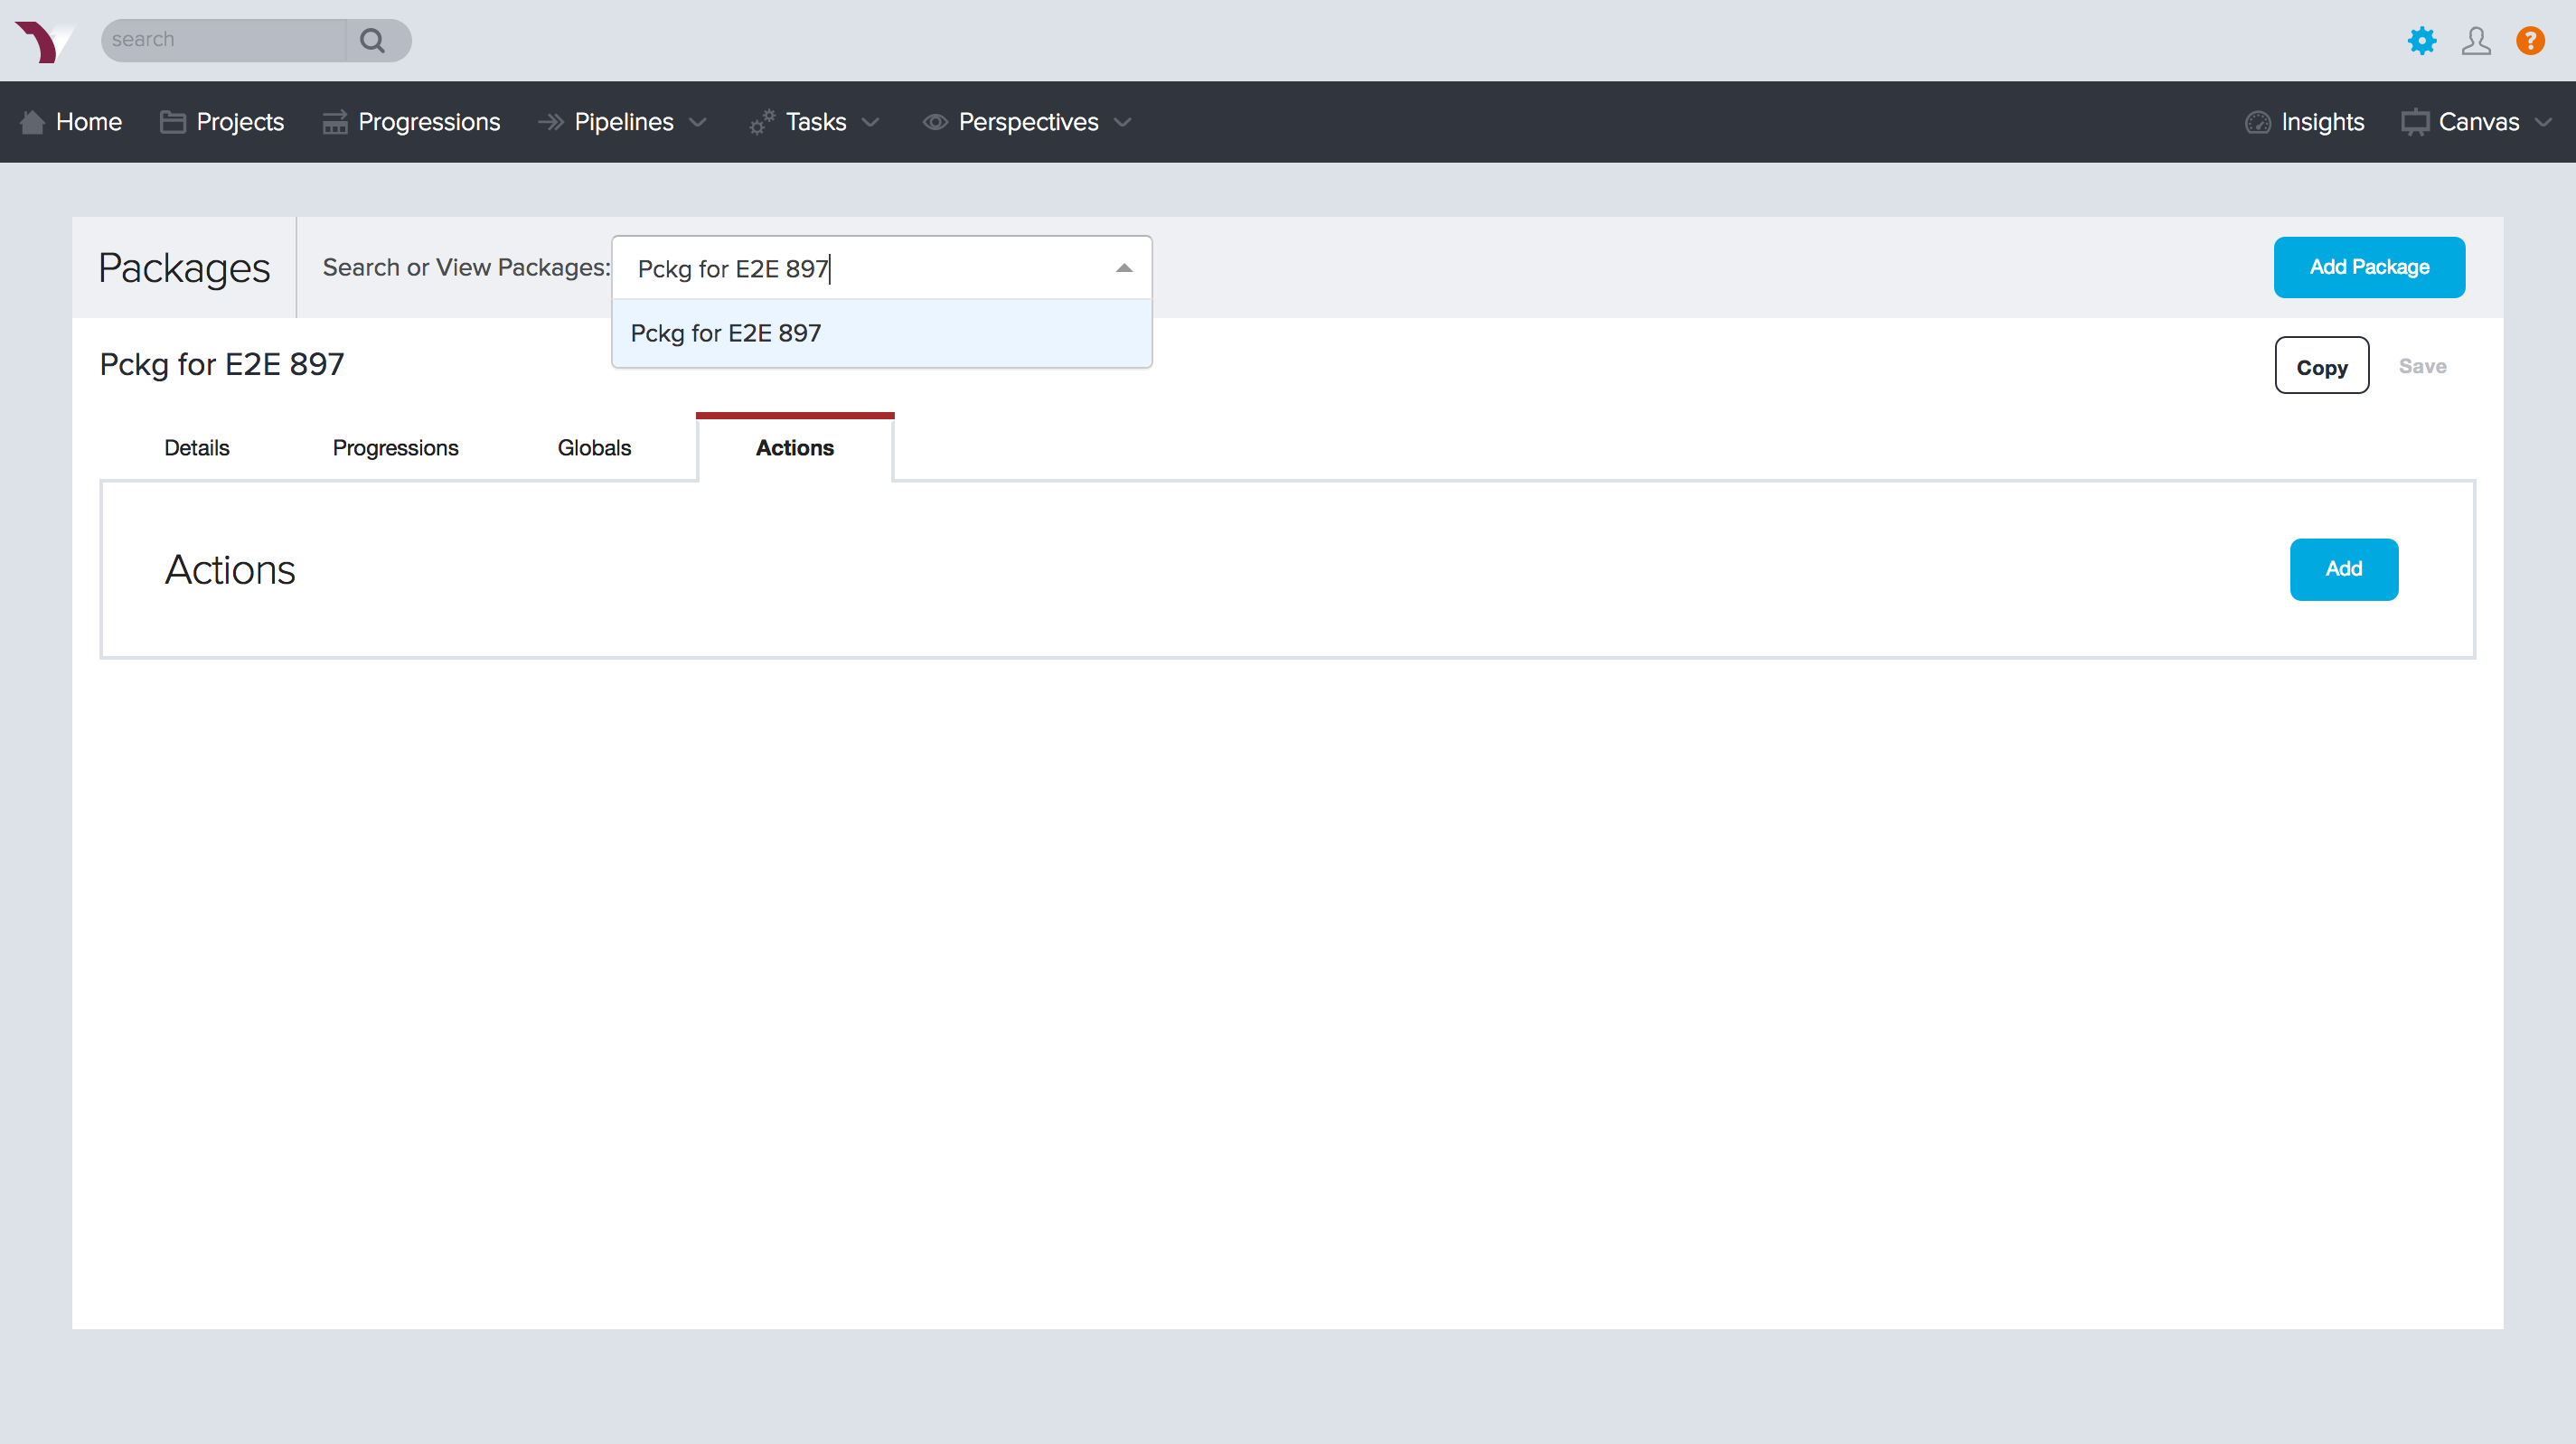 search
?
Home Projects Progressions Pipelines Tasks Perspectives Insights Canvas
Packages Search or View Packages: Pckg for E2E 897 Add Package
Pckg for E2E 897
Pckg for E2E 897 Copy Save
Details Progressions Globals Actions
Actions Add